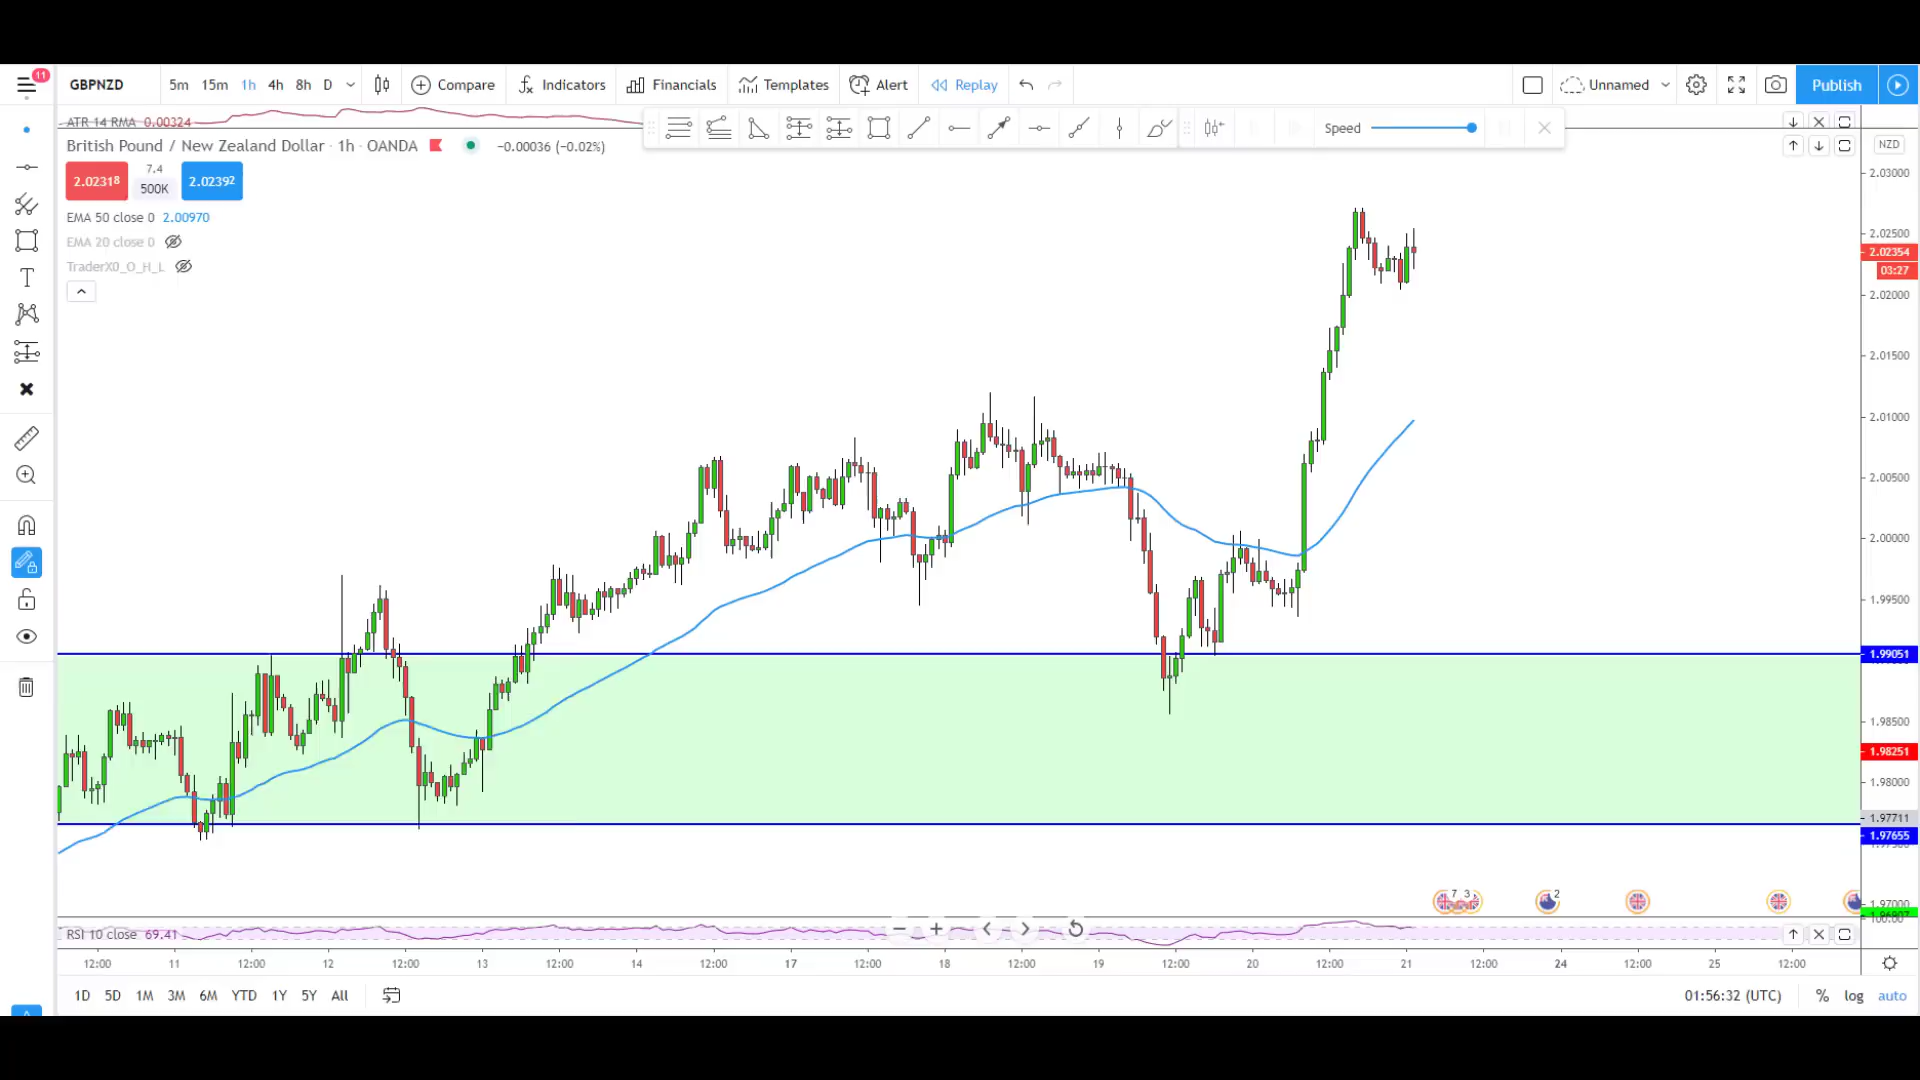 11
GBPNZD 5m 15m 1h 4h 8h D Compare Indicators Financials Templates Alert Replay Unnamed Publish
ATR 14 RMA 0.00324
Speed
British Pound / New Zealand Dollar · 1h · OANDA −0.00036 (−0.02%)
NZD
2.02318 7.4 500K 2.02392
EMA 50 close 0 2.00970
EMA 20 close 0
TraderX0_O_H_L
T
2.03000
2.02500
2.02354
03:27
2.02000
2.01500
2.01000
2.00500
2.00000
1.99500
1.99051
1.98500
1.98251
1.98000
1.97711
1.97655
7 3
2
1.97000
RSI 10 close 69.41
12:00 11 12:00 12 12:00 13 12:00 14 12:00 17 12:00 18 12:00 19 12:00 20 12:00 21 12:00 24 12:00 25 12:00
1D 5D 1M 3M 6M YTD 1Y 5Y All 01:56:32 (UTC) % log auto